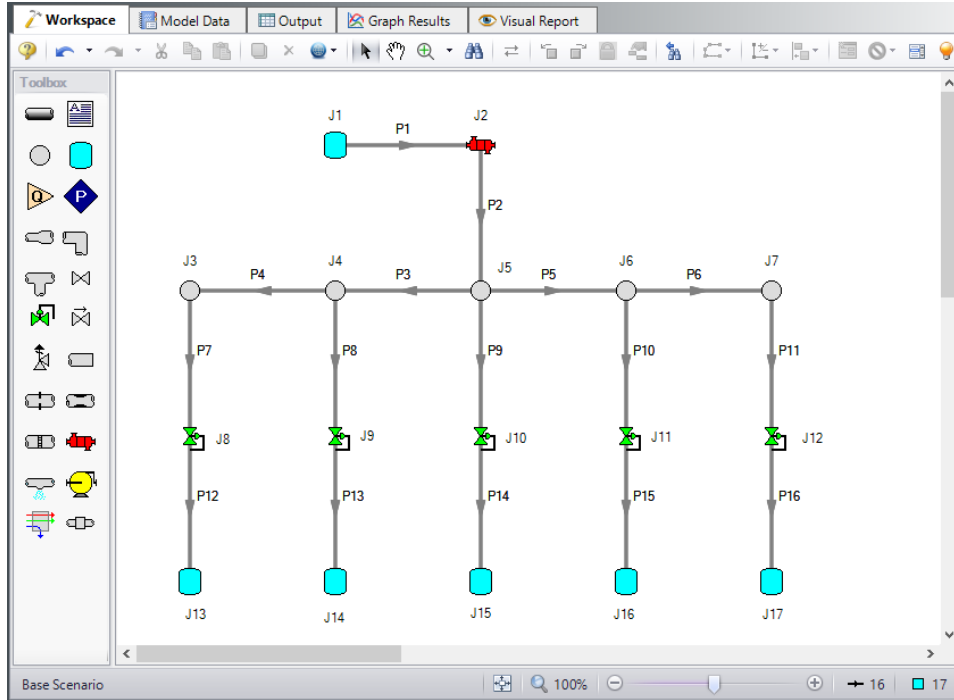 Workspace Model Data Output Graph Results Visual Report
Toolbox
A
Q P
J1 P1 J2
P2
J3 P4 J4 P3 J5 P5 J6 P6 J7
P7 P8 P9 P10 P11
J8 J9 J10 J11 J12
P12 P13 P14 P15 P16
J13 J14 J15 J16 J17
Base Scenario 100% 16 17